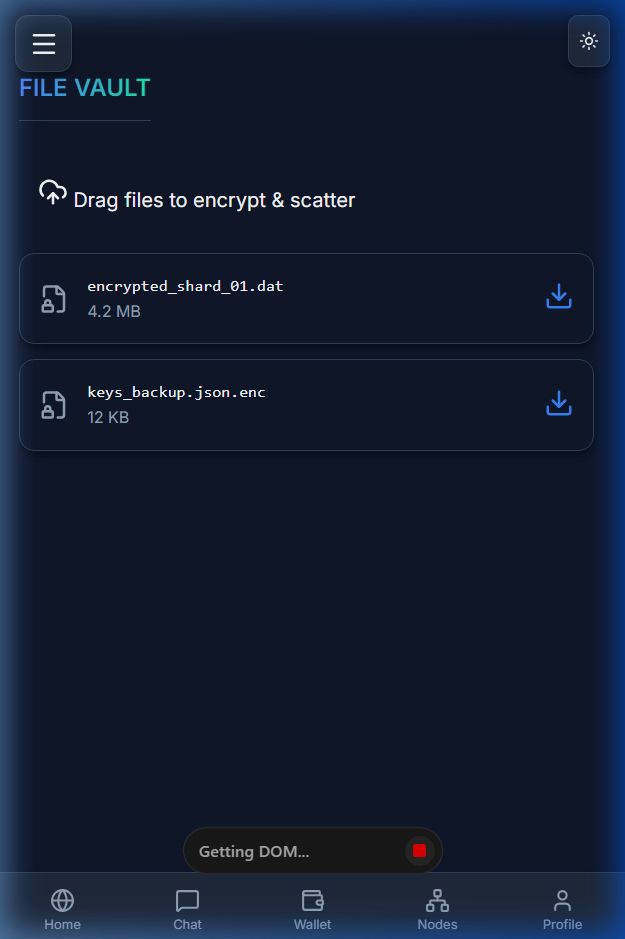 FILE VAULT
Drag files to encrypt & scatter
encrypted_shard_01.dat
4.2 MB
keys_backup.json.enc
12 KB
Getting DOM...
Home
Chat
Wallet
Nodes
Profile